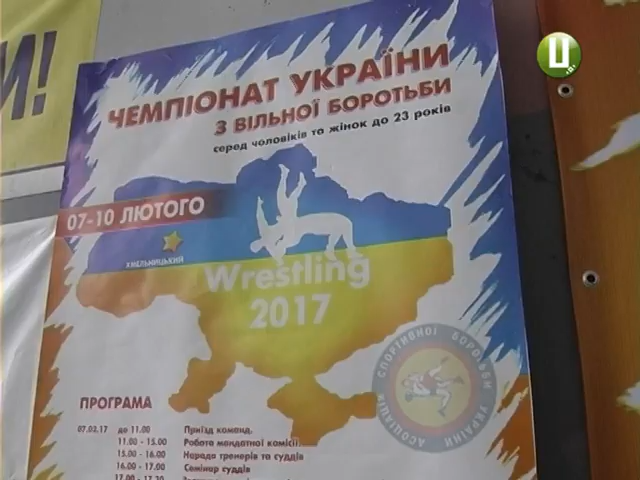 И!
Ц
ЧЕМПІОНАТ УКРАЇНИ
З ВІЛЬНОЇ БОРОТЬБИ
серед чоловіків та жінок до 23 років
07-10 ЛЮТОГО
ХМЕЛЬНИЦЬКИЙ
Wrestling
2017
АСОЦІАЦІЯ СПОРТИВНОЇ БОРОТЬБИ УКРАЇНИ
ПРОГРАМА
07.02.17 до 11.00 Приїзд команд.
11.00 - 15.00 Робота мандатної комісії.
15.00 - 16.00 Нарада тренерів та суддів
16.00 - 17.00 Семінар суддів